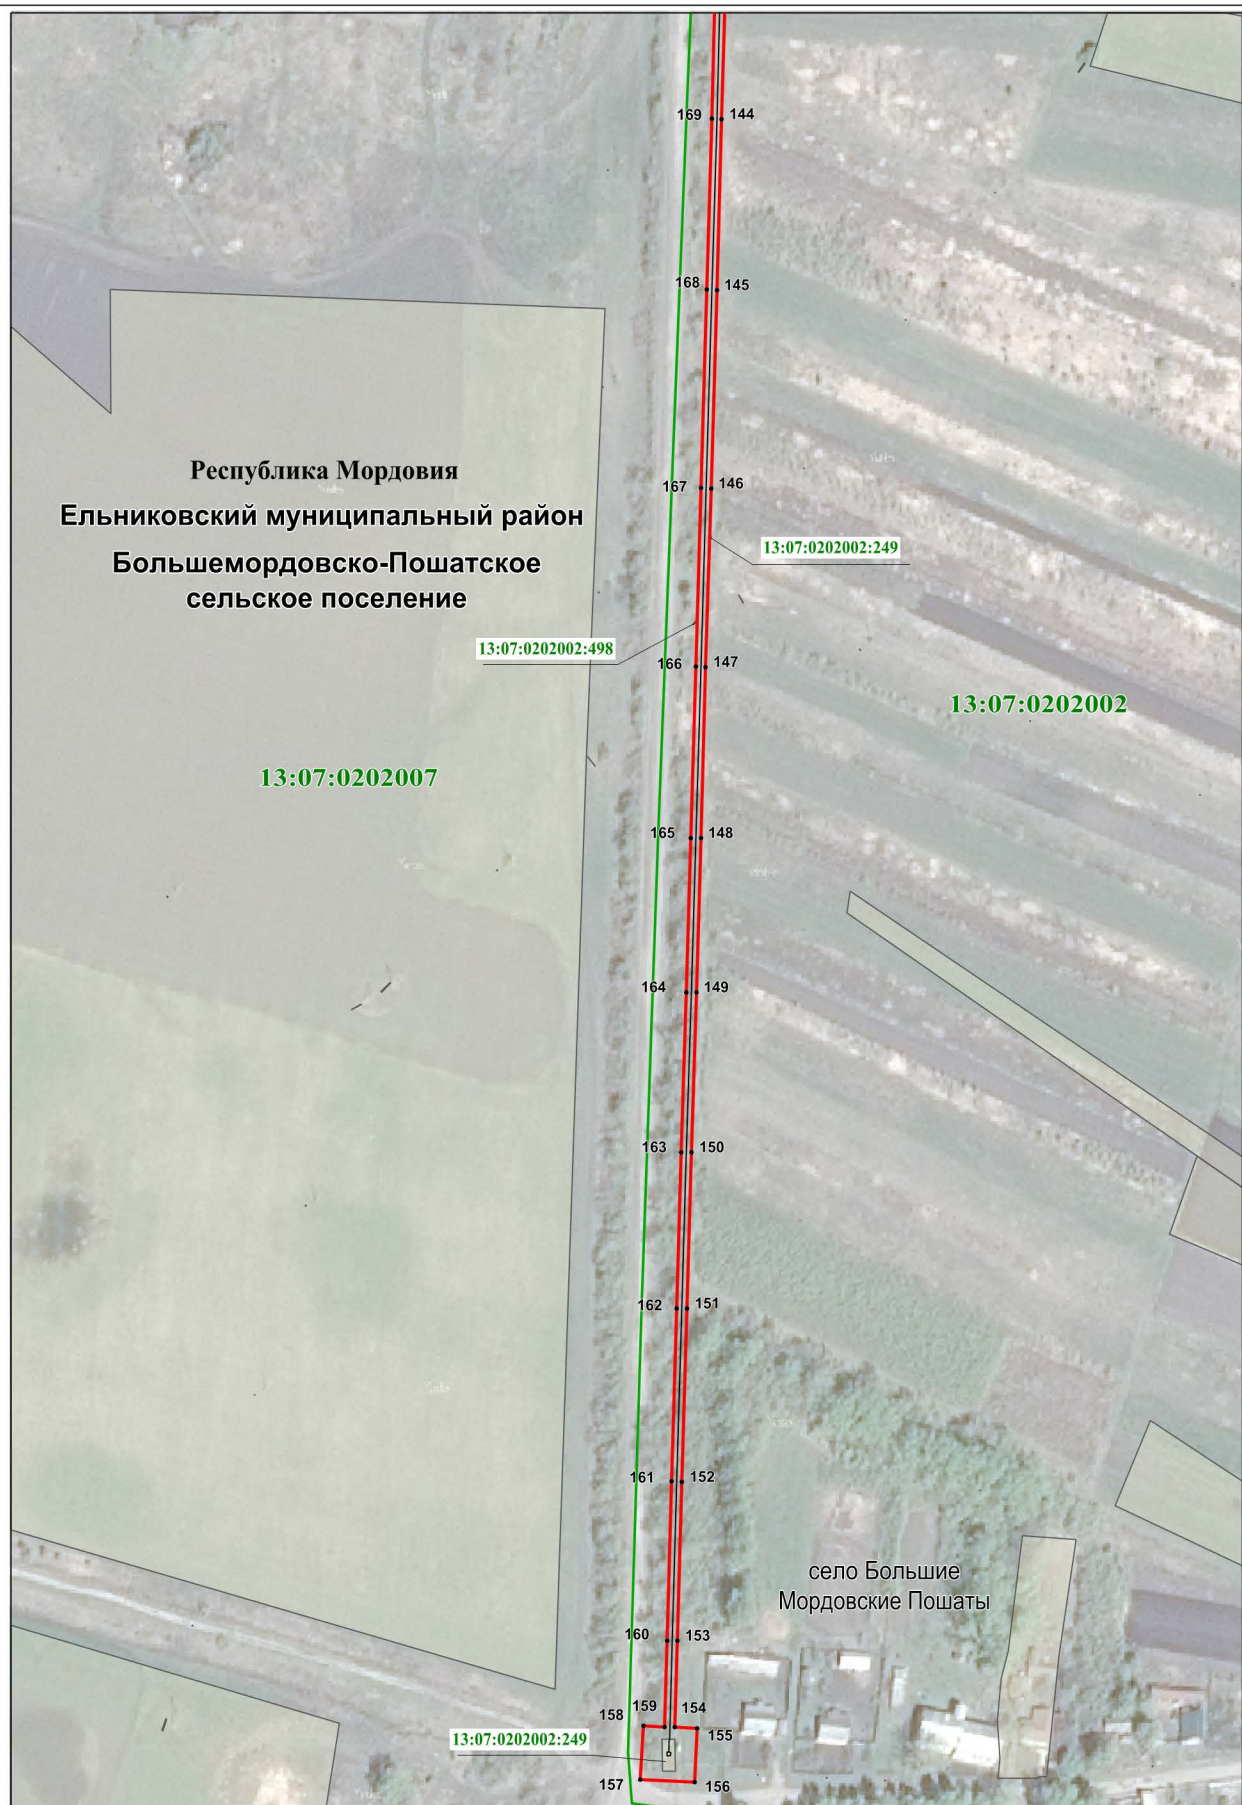 169 144
168 145
Республика Мордовия
167 146
Ельниковский муниципальный район
13:07:0202002:249
Большемордовско-Пошатское
сельское поселение
13:07:0202002:498
166 147
13:07:0202002
13:07:0202007
165 148
164 149
163 150
162 151
161 152
село Большие
Мордовские Пошаты
160 153
158 159 154
155
13:07:0202002:249
157 156